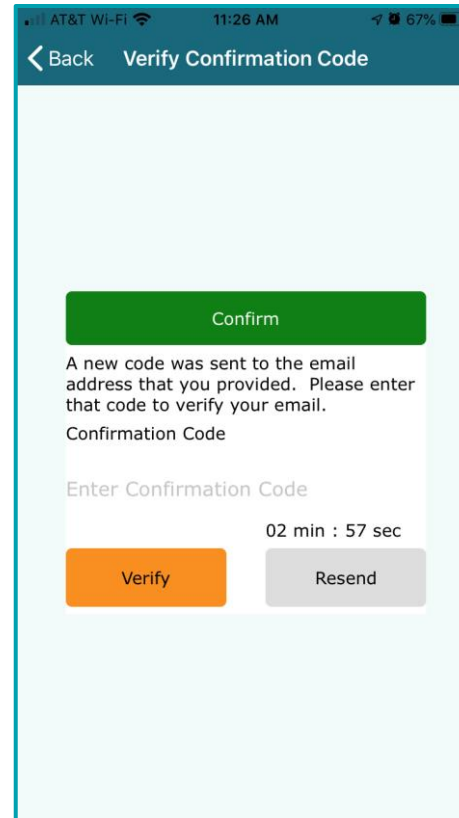 AT&T Wi-Fi 11:26 AM 67%
Back Verify Confirmation Code
Confirm
A new code was sent to the email
address that you provided. Please enter
that code to verify your email.
Confirmation Code
Enter Confirmation Code
02 min : 57 sec
Verify Resend